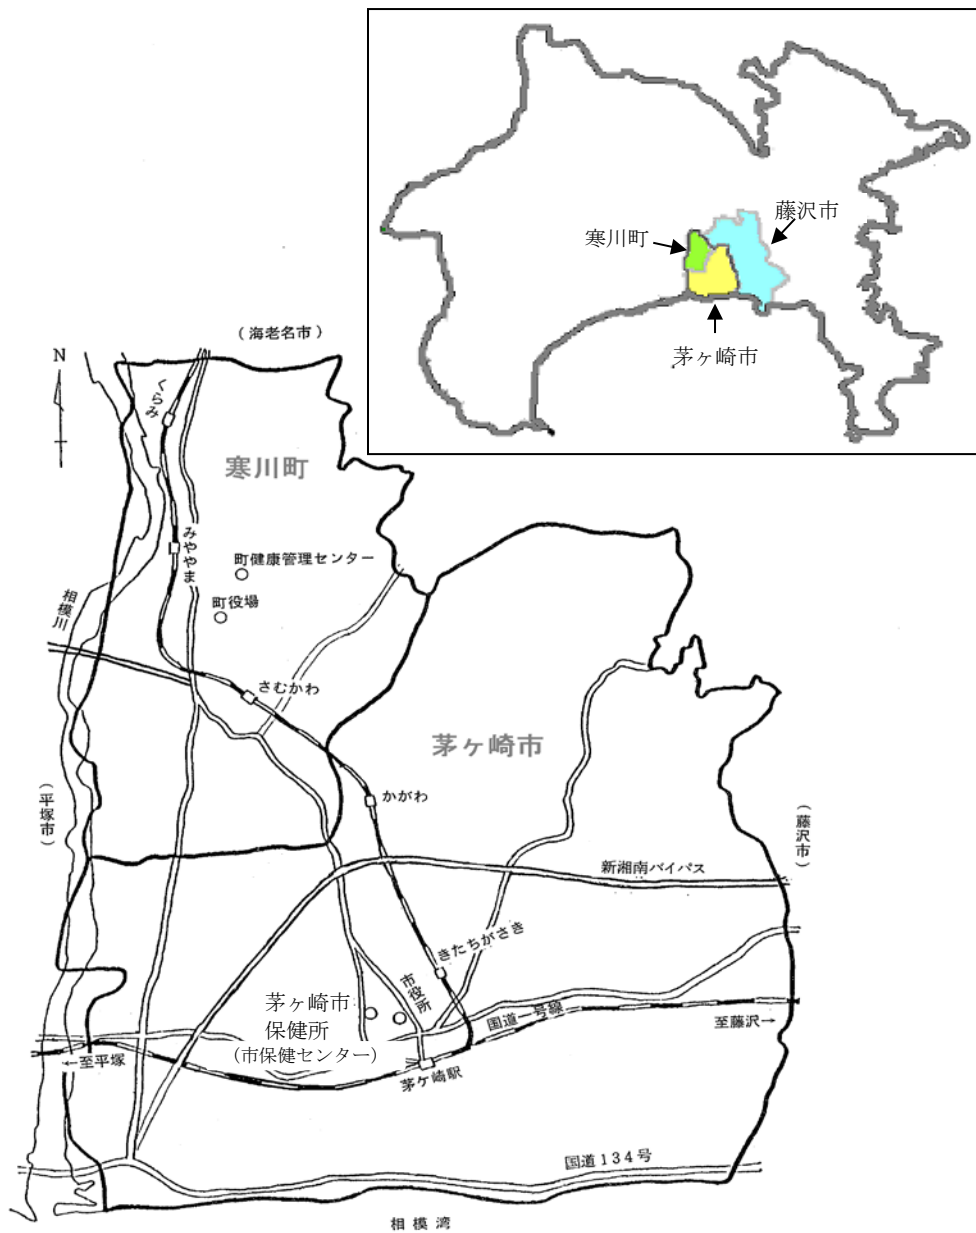 藤沢市
寒川町
茅ヶ崎市
（海老名市）
N
くらみ
寒川町
みややま
町健康管理センター
町役場
相模川
さむかわ
茅ヶ崎市
かがわ
（平塚市）
（藤沢市）
新湘南バイパス
きたちがさき
市役所
茅ヶ崎市
保健所
（市保健センター）
国道一号線
至藤沢→
←至平塚
茅ケ崎駅
国道134号
相模湾